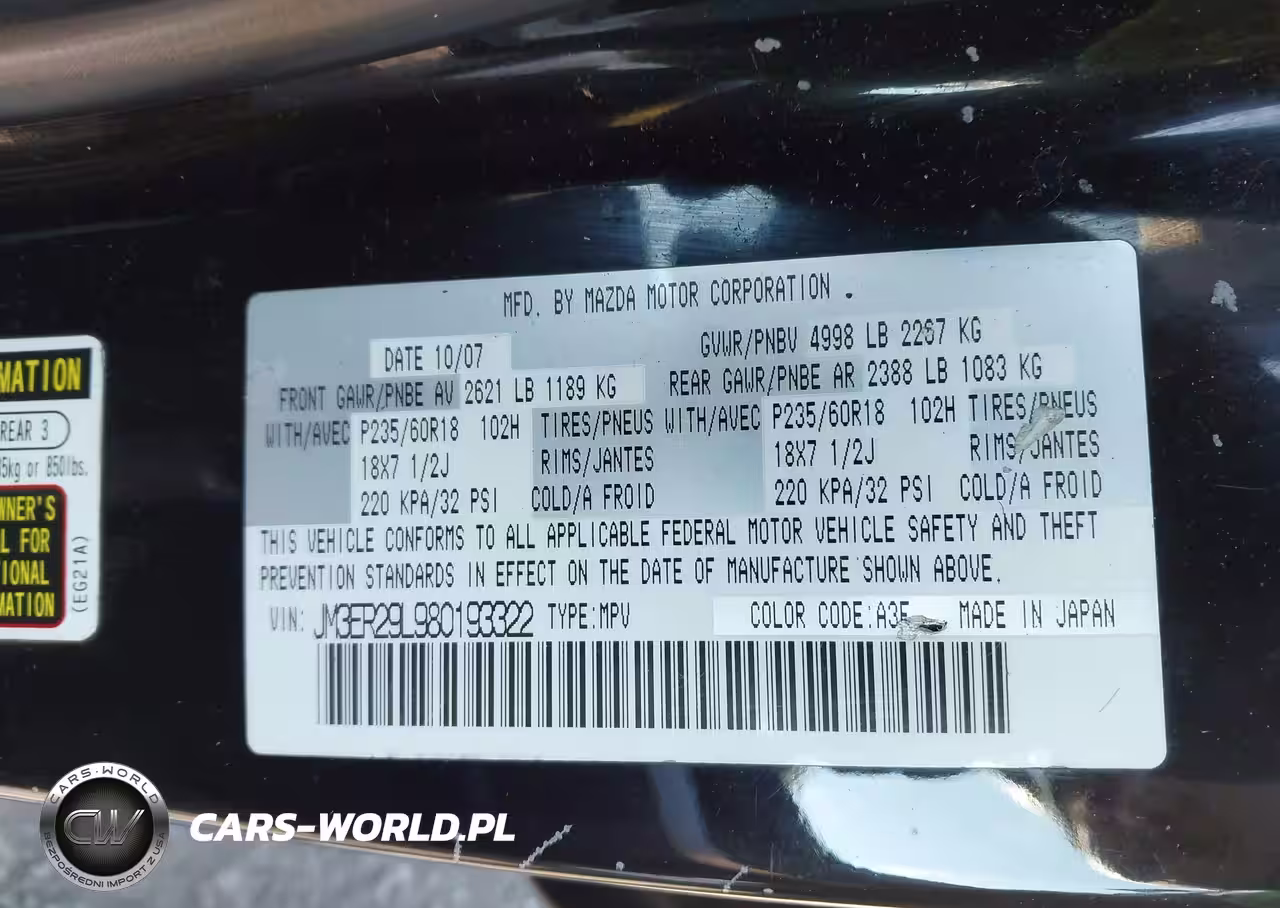 MFD. BY MAZDA MOTOR CORPORATION .
DATE 10/07
GVWR/PNBV 4998 LB 2267 KG
FRONT GAWR/PNBE AV 2621 LB 1189 KG
REAR GAWR/PNBE AR 2388 LB 1083 KG
WITH/AVEC P235/60R18 102H TIRES/PNEUS WITH/AVEC P235/60R18 102H TIRES/PNEUS
18X7 1/2J RIMS/JANTES 18X7 1/2J RIMS/JANTES
220 KPA/32 PSI COLD/A FROID 220 KPA/32 PSI COLD/A FROID
THIS VEHICLE CONFORMS TO ALL APPLICABLE FEDERAL MOTOR VEHICLE SAFETY AND THEFT
PREVENTION STANDARDS IN EFFECT ON THE DATE OF MANUFACTURE SHOWN ABOVE.
VIN: JM3ER29L980193322 TYPE:MPV COLOR CODE: MADE IN JAPAN
MATION
REAR 3
5kg or 850lbs.
WNER'S
L FOR
IONAL
MATION
(EG21A)
CARS-WORLD
CW
BEZPOŚREDNI IMPORT Z USA
CARS-WORLD.PL